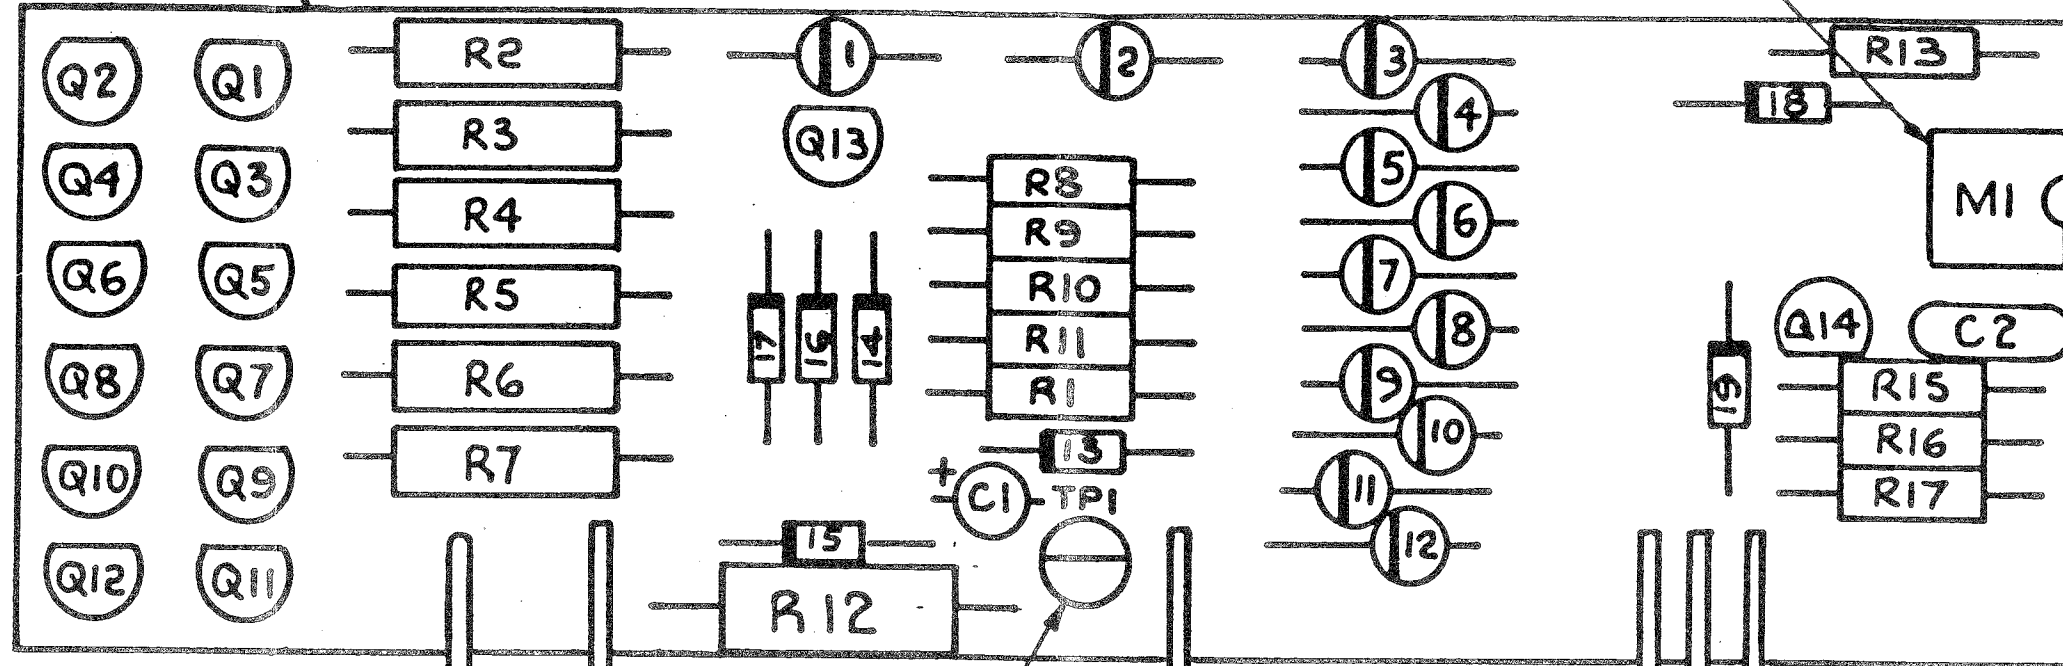 Q2 Q1 R2 1 2 3 R13
4 18
Q4 Q3 R3 Q13 5 M1
R8
R4 R9 6
Q6 Q5 R5 R10 7
17 16 14 R11 8 Q14 C2
Q8 Q7 R6 R1 9 19 R15
13 10 R16
Q10 Q9 R7 + C1 TP1 11 R17
15 12
Q12 Q11 R12